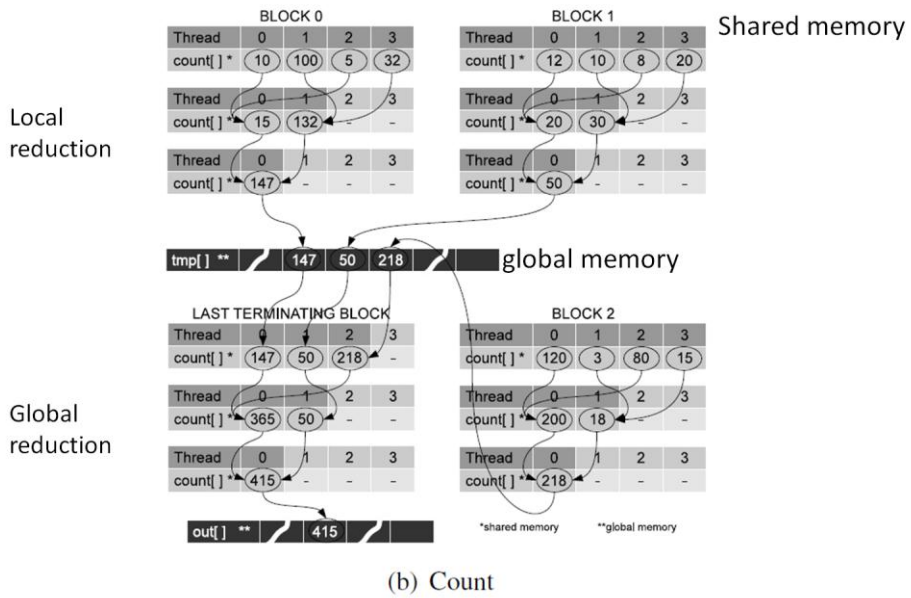 BLOCK 0
Thread 0 1 2 3
count[ ] * 10 100 5 32
Thread 0 1 2 3
count[ ] * 15 132 - -
Thread 0 1 2 3
count[ ] * 147 - - -
BLOCK 1
Thread 0 1 2 3
count[ ] * 12 10 8 20
Thread 0 1 2 3
count[ ] * 20 30 - -
Thread 0 1 2 3
count[ ] * 50 - - -
Shared memory
Local
reduction
tmp[ ] ** 147 50 218
global memory
LAST TERMINATING BLOCK
Thread 0 1 2 3
count[ ] * 147 50 218 -
Thread 0 1 2 3
count[ ] * 365 50 - -
Thread 0 1 2 3
count[ ] * 415 - - -
BLOCK 2
Thread 0 1 2 3
count[ ] * 120 3 80 15
Thread 0 1 2 3
count[ ] * 200 18 - -
Thread 0 1 2 3
count[ ] * 218 - - -
Global
reduction
out[ ] ** 415
*shared memory **global memory
(b) Count